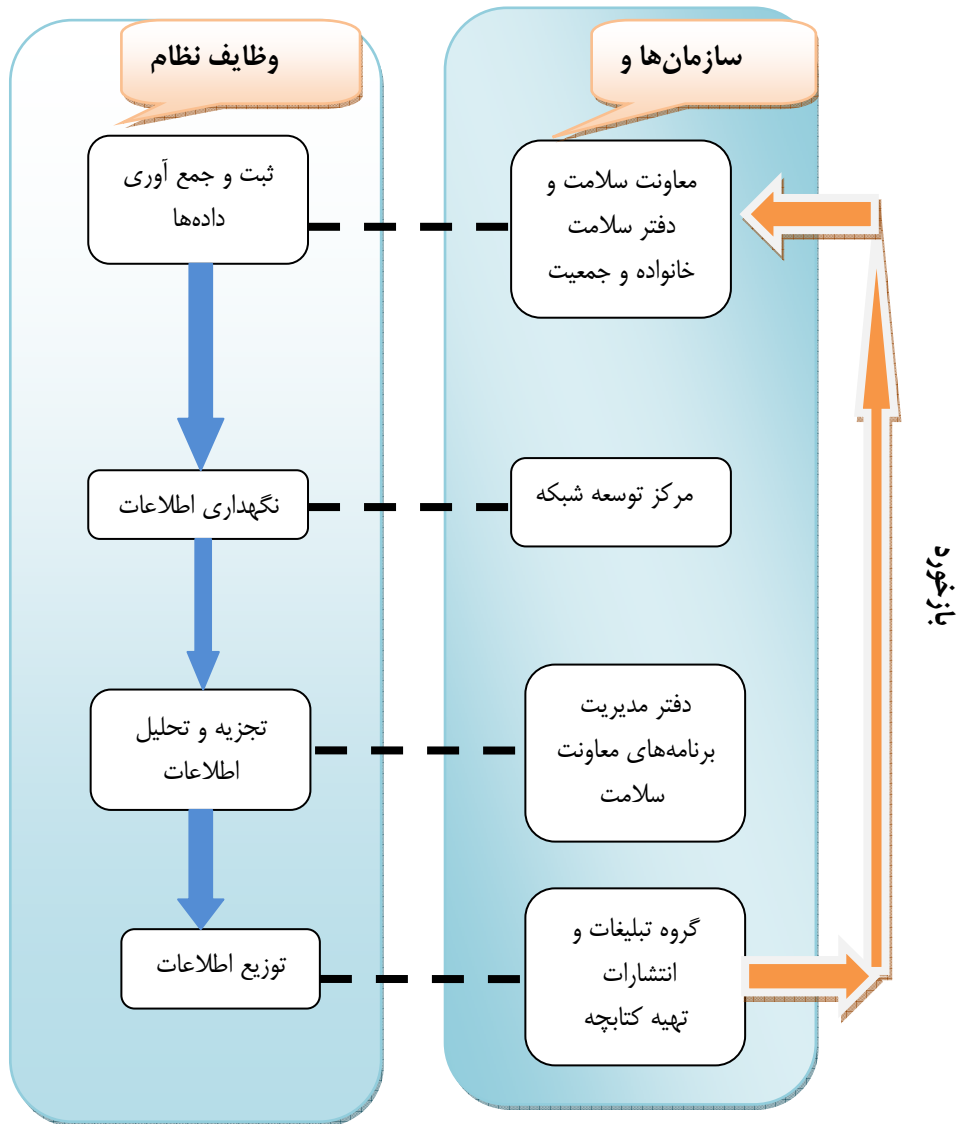 سازمان‌ها و
معاونت سلامت و
دفتر سلامت
خانواده و جمعیت
مرکز توسعه شبکه
دفتر مدیریت
برنامه‌های معاونت
سلامت
گروه تبلیغات و
انتشارات
تهیه کتابچه
وظایف نظام
ثبت و جمع آوری
داده‌ها
نگهداری اطلاعات
تجزیه و تحلیل
اطلاعات
توزیع اطلاعات
بازخورد